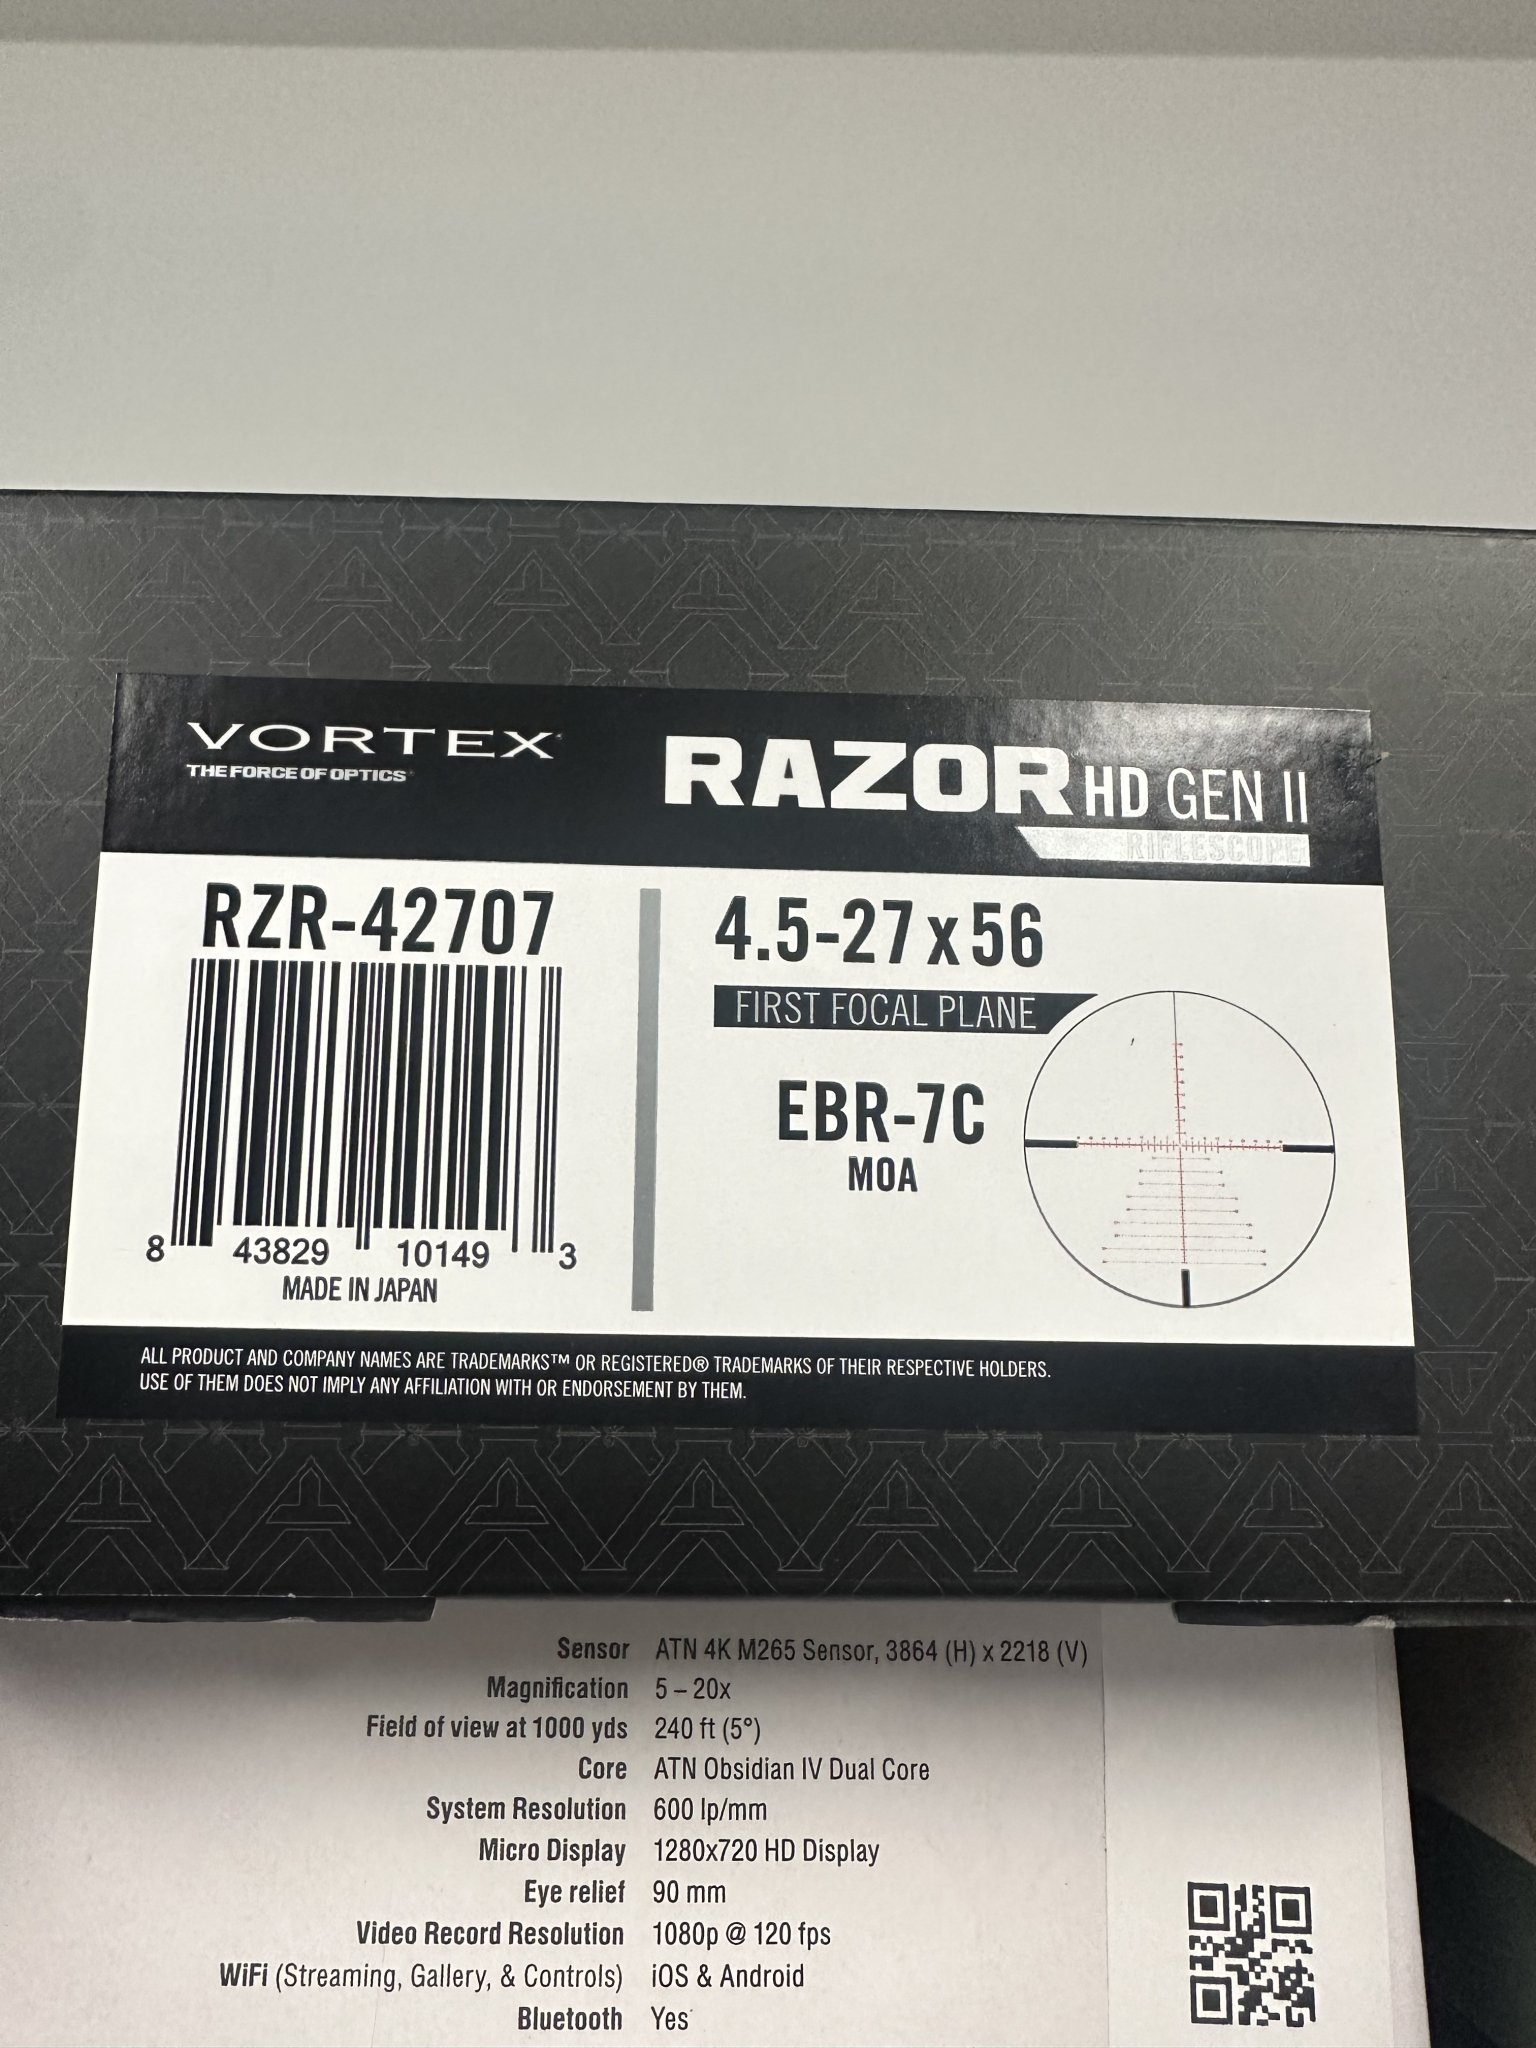 VORTEX
THE FORCE OF OPTICS
RAZOR HD GEN II
RIFLESCOPE
RZR-42707
8 43829 10149 3
MADE IN JAPAN
4.5-27 x 56
FIRST FOCAL PLANE
EBR-7C
MOA
ALL PRODUCT AND COMPANY NAMES ARE TRADEMARKS™ OR REGISTERED® TRADEMARKS OF THEIR RESPECTIVE HOLDERS.
USE OF THEM DOES NOT IMPLY ANY AFFILIATION WITH OR ENDORSEMENT BY THEM.
Sensor ATN 4K M265 Sensor, 3864 (H) x 2218 (V)
Magnification 5 – 20x
Field of view at 1000 yds 240 ft (5°)
Core ATN Obsidian IV Dual Core
System Resolution 600 lp/mm
Micro Display 1280x720 HD Display
Eye relief 90 mm
Video Record Resolution 1080p @ 120 fps
WiFi (Streaming, Gallery, & Controls) iOS & Android
Bluetooth Yes